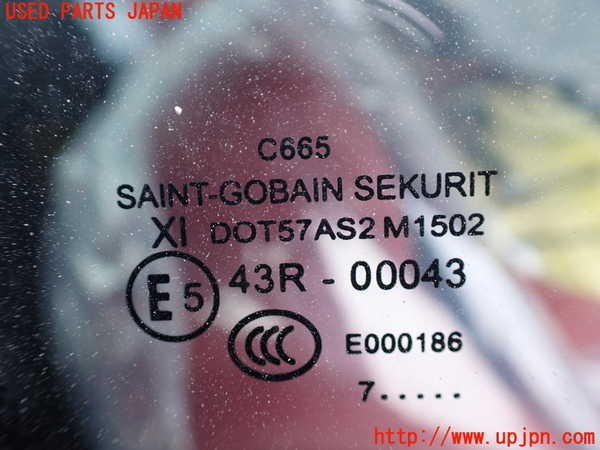 USED PARTS JAPAN
C665
SAINT-GOBAIN SEKURIT
XI DOT57AS2 M1502
E5 43R - 00043
CCC E000186
7.....
http://www.upjpn.com/